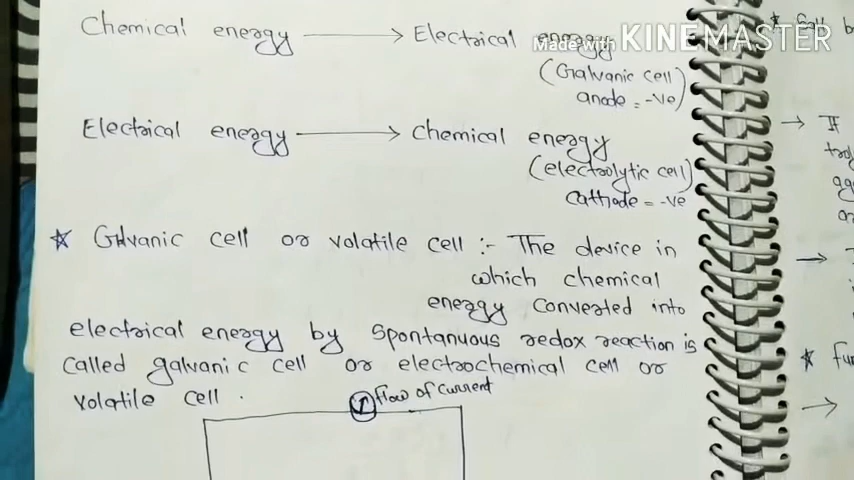 Chemical energy → Electrical energy
Made with KINEMASTER
(Galvanic cell)
anode = -ve
Electrical energy → Chemical energy
(electrolytic cell)
Cathode = -ve
☆ Galvanic cell or volatile cell :- The device in
which chemical
energy converted into
electrical energy by spontanuous redox reaction is
called galvanic cell or electrochemical cell or
volatile cell .
flow of current
→ If
→
→